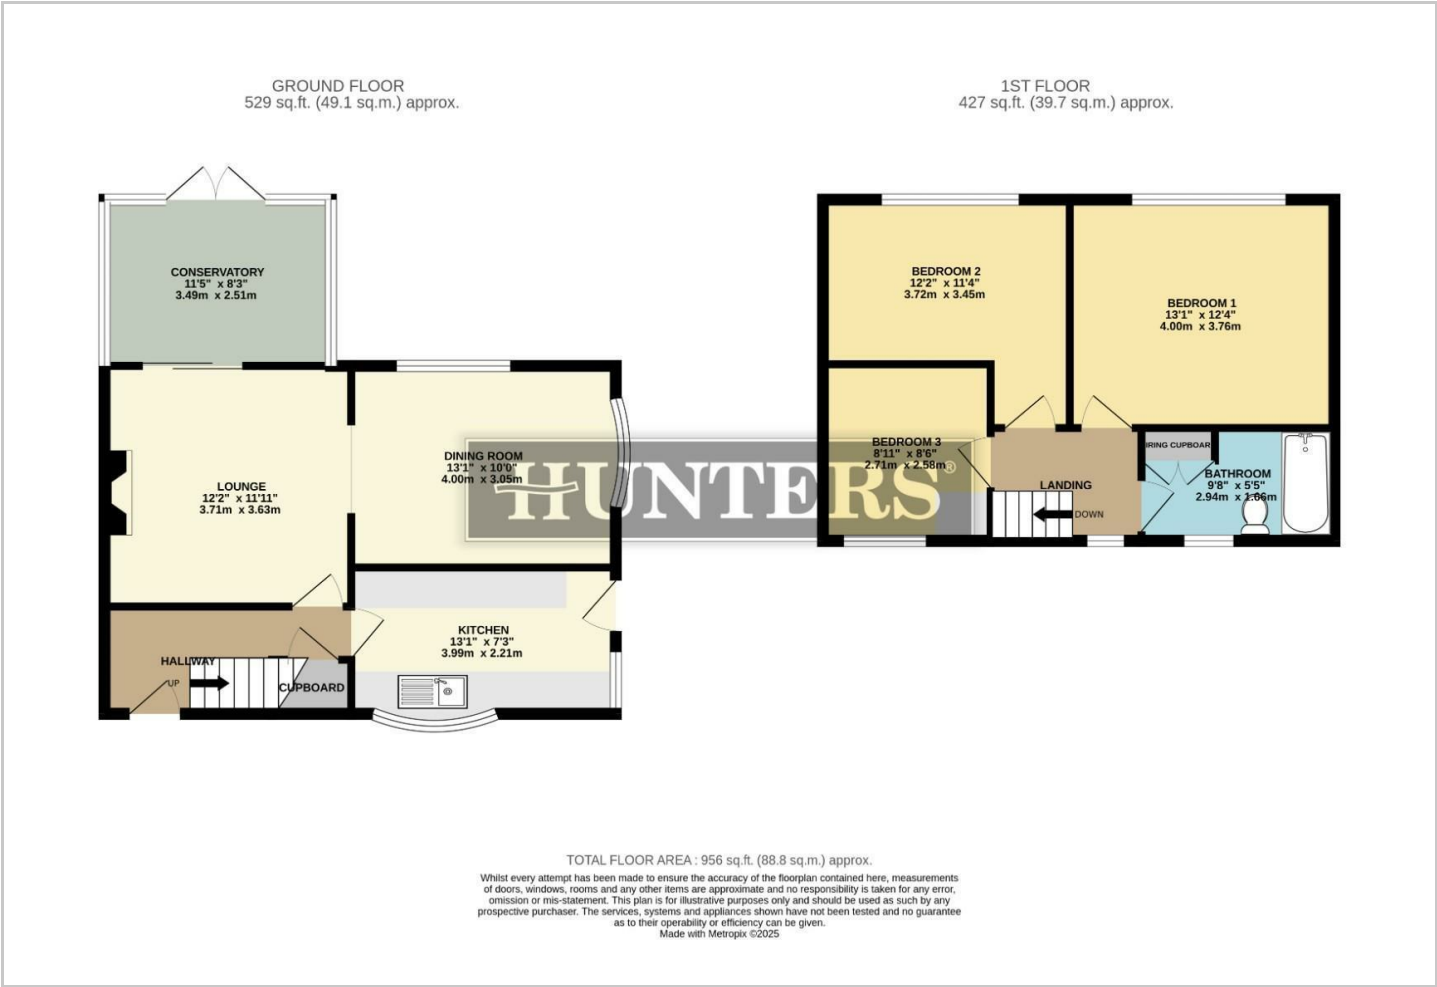 GROUND FLOOR
529 sq.ft. (49.1 sq.m.) approx.
1ST FLOOR
427 sq.ft. (39.7 sq.m.) approx.
CONSERVATORY
11'5" x 8'3"
3.49m x 2.51m
LOUNGE
12'2" x 11'11"
3.71m x 3.63m
DINING ROOM
13'1" x 10'0"
4.00m x 3.05m
KITCHEN
13'1" x 7'3"
3.99m x 2.21m
HALLWAY
UP
CUPBOARD
BEDROOM 2
12'2" x 11'4"
3.72m x 3.45m
BEDROOM 1
13'1" x 12'4"
4.00m x 3.76m
BEDROOM 3
8'11" x 8'6"
2.71m x 2.58m
LANDING
DOWN
IRING CUPBOAR
BATHROOM
9'8" x 5'5"
2.94m x 1.66m
HUNTERS®
TOTAL FLOOR AREA : 956 sq.ft. (88.8 sq.m.) approx.
Whilst every attempt has been made to ensure the accuracy of the floorplan contained here, measurements
of doors, windows, rooms and any other items are approximate and no responsibility is taken for any error,
omission or mis-statement. This plan is for illustrative purposes only and should be used as such by any
prospective purchaser. The services, systems and appliances shown have not been tested and no guarantee
as to their operability or efficiency can be given.
Made with Metropix ©2025